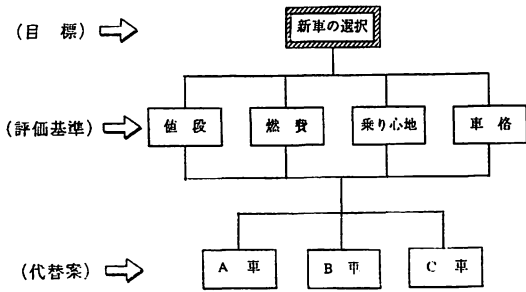 (目 標)
新車の選択
(評価基準)
値 段
燃 費
乗り心地
車 格
(代替案)
A 車
B 車
C 車